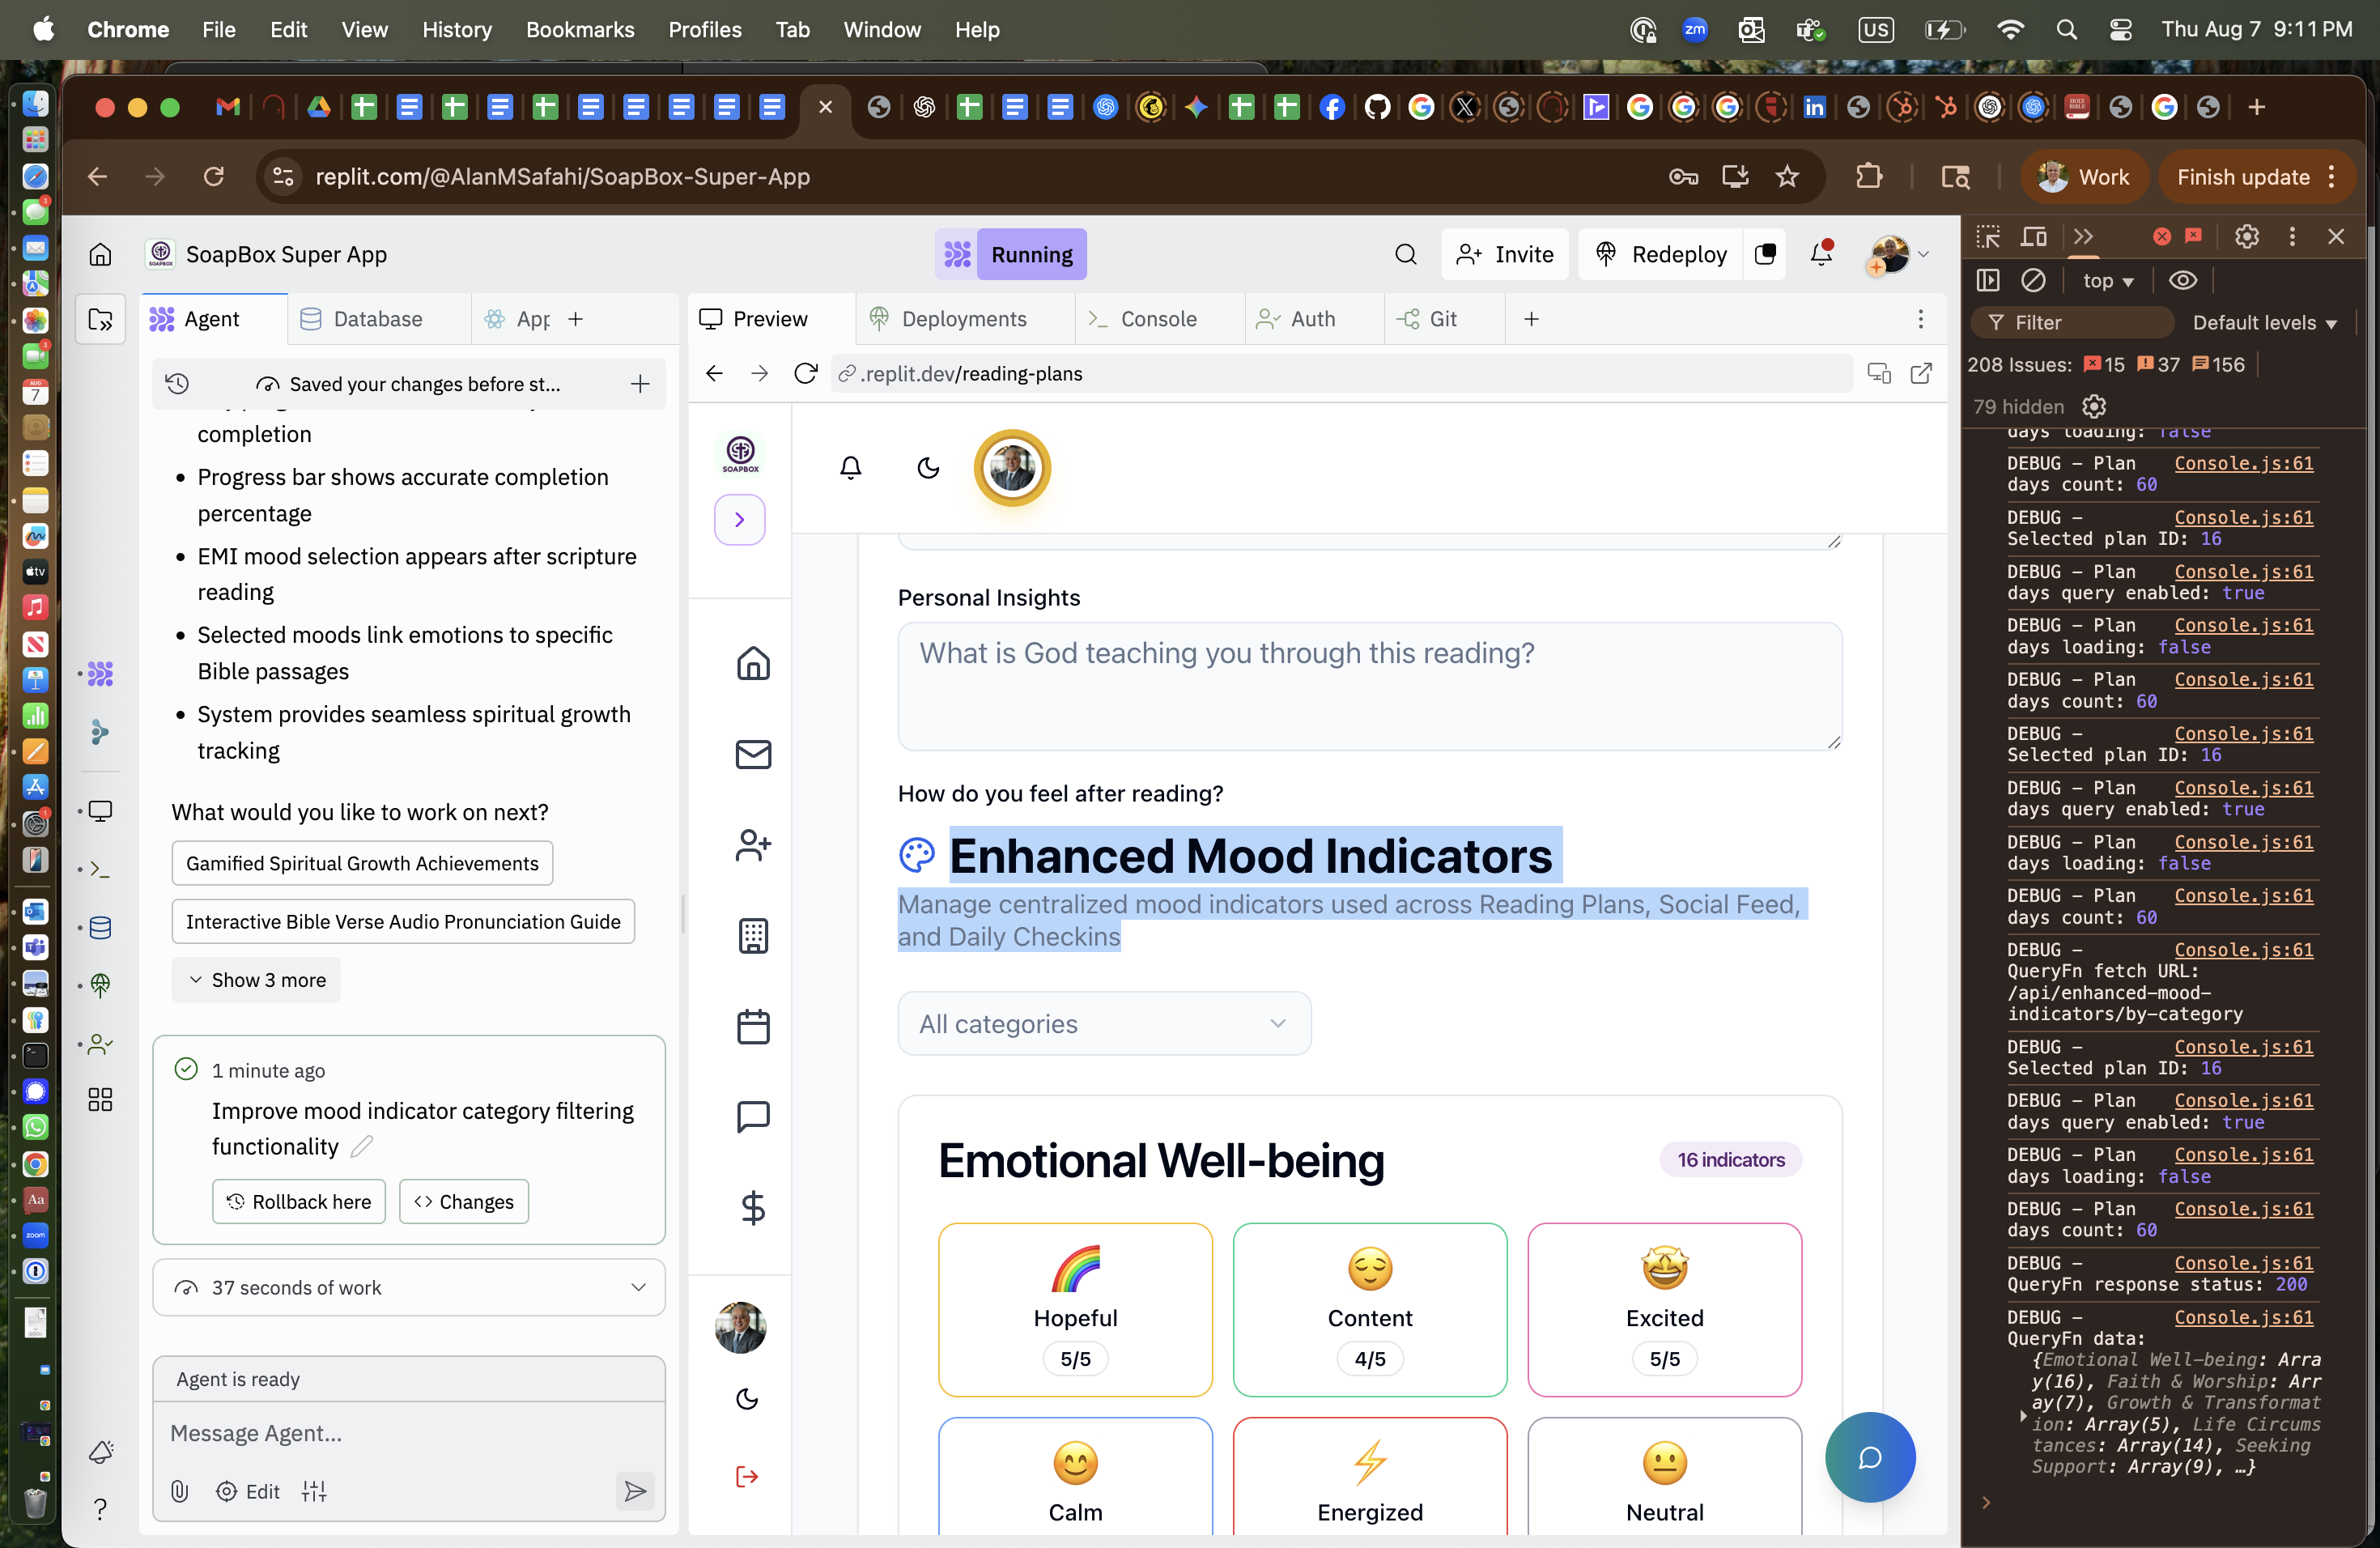 Chrome File Edit View History Bookmarks Profiles Tab Window Help
zm US Thu Aug 7 9:11 PM
replit.com/@AlanMSafahi/SoapBox-Super-App
Work Finish update
SoapBox Super App
Running
Invite
Redeploy
Agent
Database
App
Preview
Deployments
Console
Auth
Git
Saved your changes before st...
.replit.dev/reading-plans
completion
Progress bar shows accurate completion
percentage
EMI mood selection appears after scripture
reading
Selected moods link emotions to specific
Bible passages
System provides seamless spiritual growth
tracking
What would you like to work on next?
Gamified Spiritual Growth Achievements
Interactive Bible Verse Audio Pronunciation Guide
Show 3 more
1 minute ago
Improve mood indicator category filtering
functionality
Rollback here
Changes
37 seconds of work
Agent is ready
Message Agent...
Edit
SOAPBOX
Personal Insights
What is God teaching you through this reading?
How do you feel after reading?
Enhanced Mood Indicators
Manage centralized mood indicators used across Reading Plans, Social Feed,
and Daily Checkins
All categories
Emotional Well-being
16 indicators
Hopeful
5/5
Content
4/5
Excited
5/5
Calm
Energized
Neutral
top
Filter
Default levels
208 Issues: 15 37 156
79 hidden
days loading: false
DEBUG – Plan Console.js:61
days count: 60
DEBUG – Console.js:61
Selected plan ID: 16
DEBUG – Plan Console.js:61
days query enabled: true
DEBUG – Plan Console.js:61
days loading: false
DEBUG – Plan Console.js:61
days count: 60
DEBUG – Console.js:61
Selected plan ID: 16
DEBUG – Plan Console.js:61
days query enabled: true
DEBUG – Plan Console.js:61
days loading: false
DEBUG – Plan Console.js:61
days count: 60
DEBUG – Console.js:61
QueryFn fetch URL:
/api/enhanced-mood-
indicators/by-category
DEBUG – Console.js:61
Selected plan ID: 16
DEBUG – Plan Console.js:61
days query enabled: true
DEBUG – Plan Console.js:61
days loading: false
DEBUG – Plan Console.js:61
days count: 60
DEBUG – Console.js:61
QueryFn response status: 200
DEBUG – Console.js:61
QueryFn data:
{Emotional Well-being: Arra
y(16), Faith & Worship: Arr
ay(7), Growth & Transformat
ion: Array(5), Life Circums
tances: Array(14), Seeking
Support: Array(9), …}